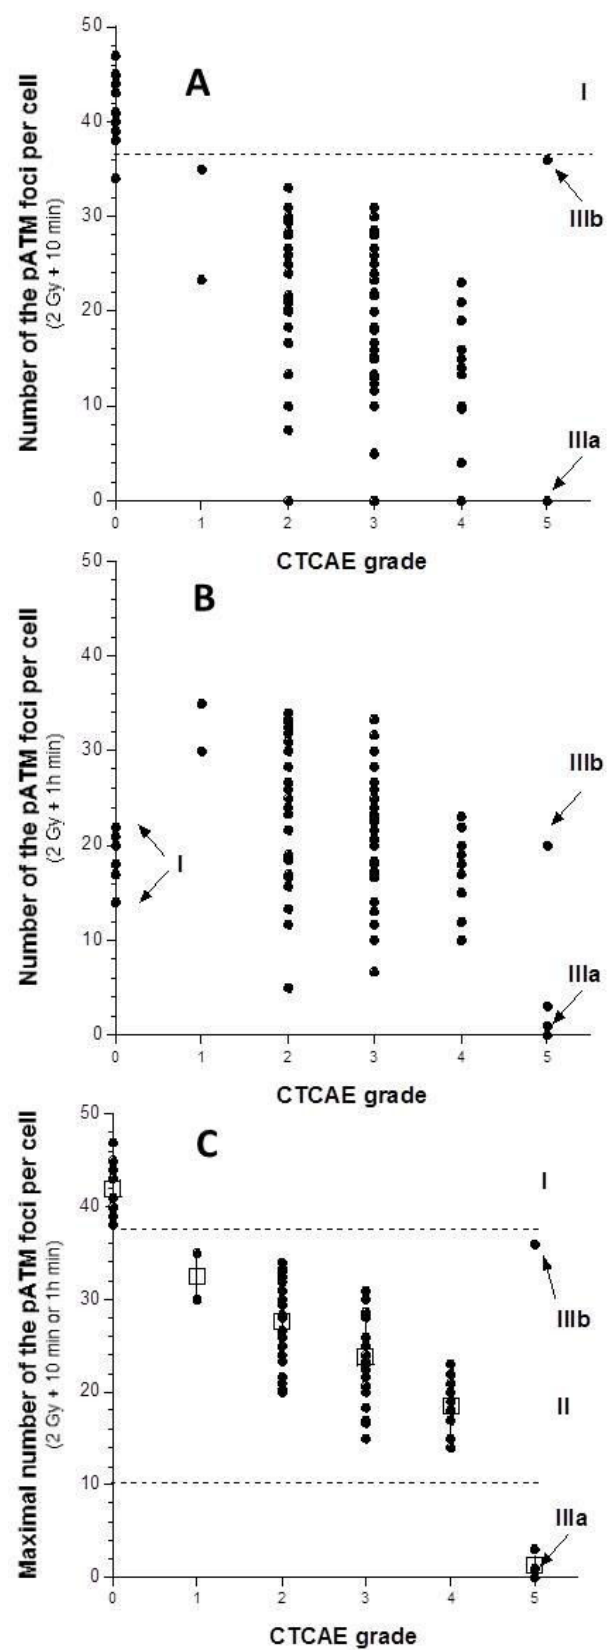 50
A
I
40
IIIb
30
20
10
IIIa
0
0 1 2 3 4 5
CTCAE grade
Number of the pATM foci per cell
(2 Gy + 10 min)
50
B
40
30
IIIb
20
I
10
IIIa
0
0 1 2 3 4 5
CTCAE grade
Number of the pATM foci per cell
(2 Gy + 1h min)
50
C
I
40
30
IIIb
20
II
10
IIIa
0
0 1 2 3 4 5
CTCAE grade
Maximal number of the pATM foci per cell
(2 Gy + 10 min or 1h min)